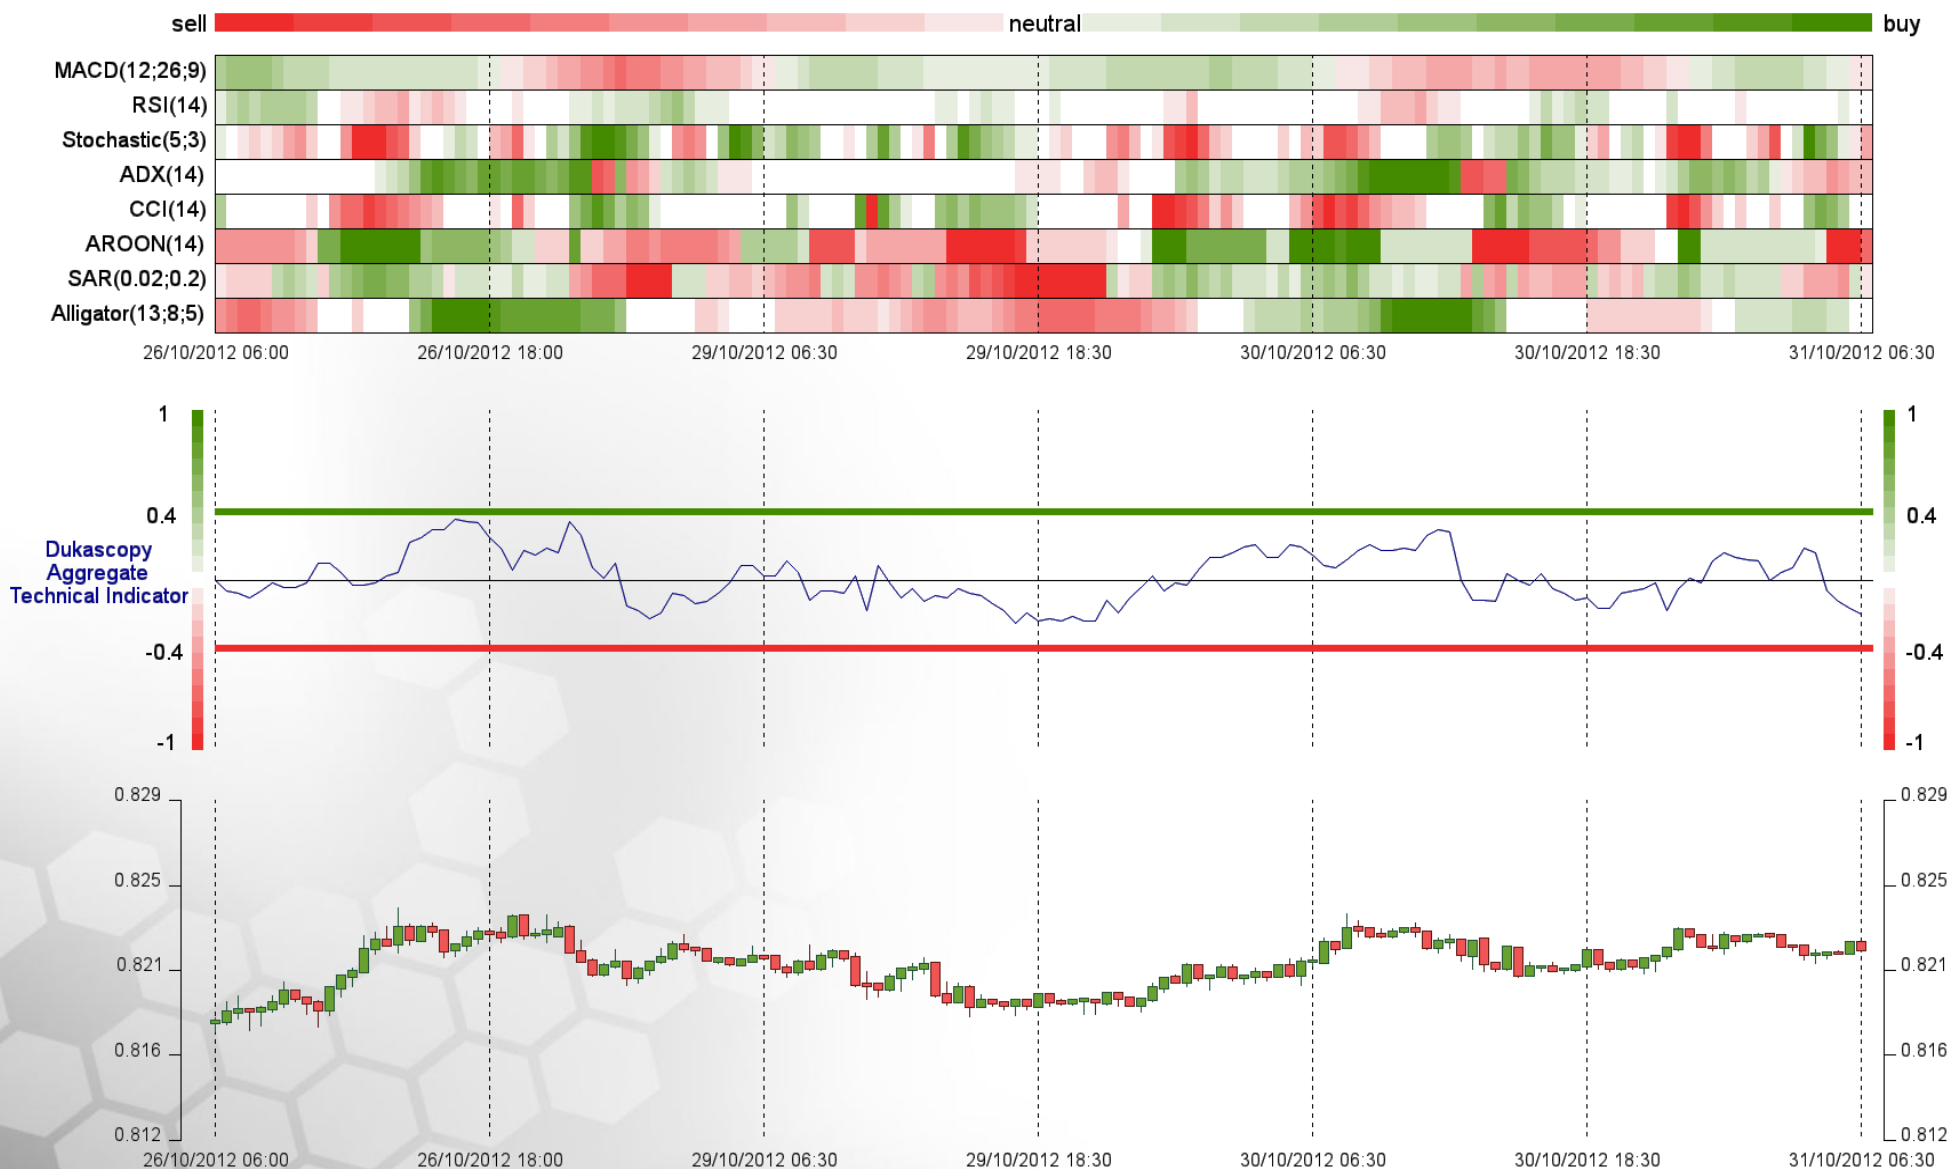 sell neutral buy
MACD(12;26;9)
RSI(14)
Stochastic(5;3)
ADX(14)
CCI(14)
AROON(14)
SAR(0.02;0.2)
Alligator(13;8;5)
26/10/2012 06:00 26/10/2012 18:00 29/10/2012 06:30 29/10/2012 18:30 30/10/2012 06:30 30/10/2012 18:30 31/10/2012 06:30
1 1
0.4 0.4
Dukascopy
Aggregate
Technical Indicator
-0.4 -0.4
-1 -1
0.829 0.829
0.825 0.825
0.821 0.821
0.816 0.816
0.812 0.812
26/10/2012 06:00 26/10/2012 18:00 29/10/2012 06:30 29/10/2012 18:30 30/10/2012 06:30 30/10/2012 18:30 31/10/2012 06:30